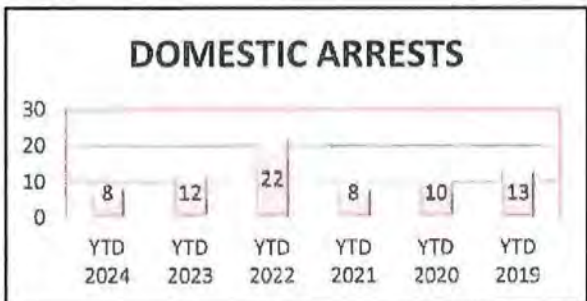 DOMESTIC ARRESTS
30
20
10
0
8 12 22 8 10 13
YTD YTD YTD YTD YTD YTD
2024 2023 2022 2021 2020 2019